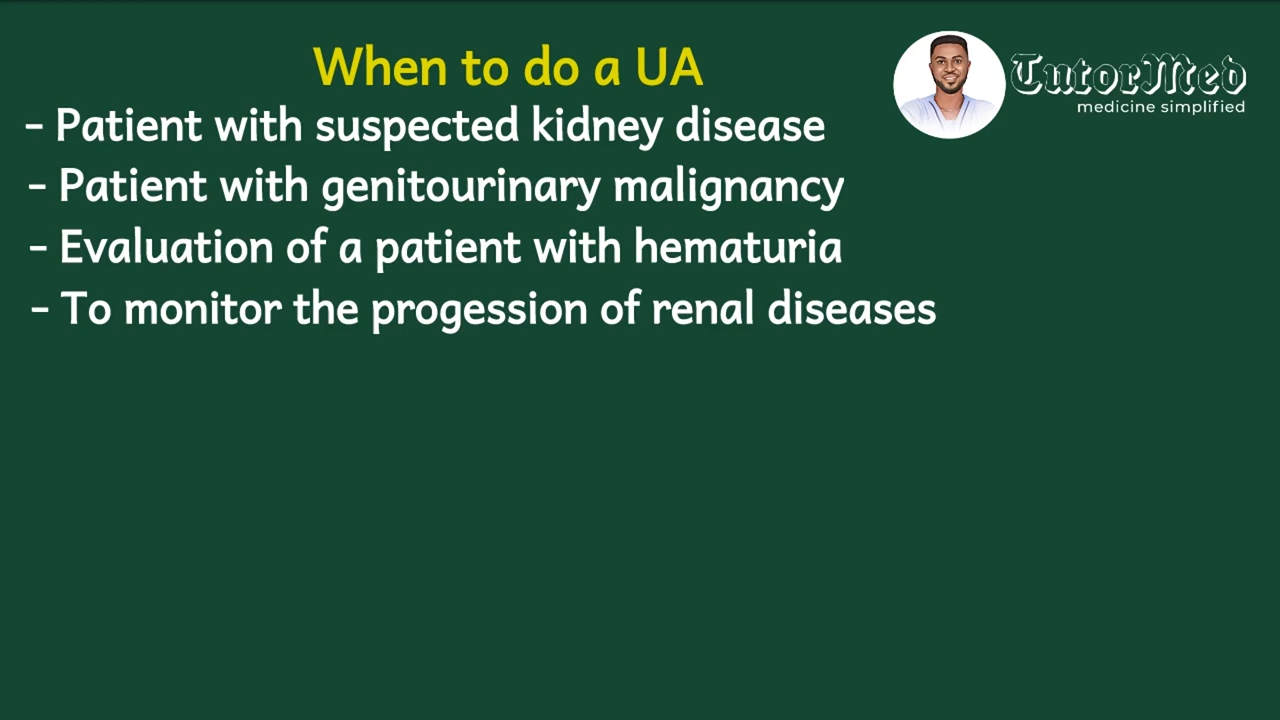 When to do a UA
TutorMed
medicine simplified
- Patient with suspected kidney disease
- Patient with genitourinary malignancy
- Evaluation of a patient with hematuria
- To monitor the progession of renal diseases